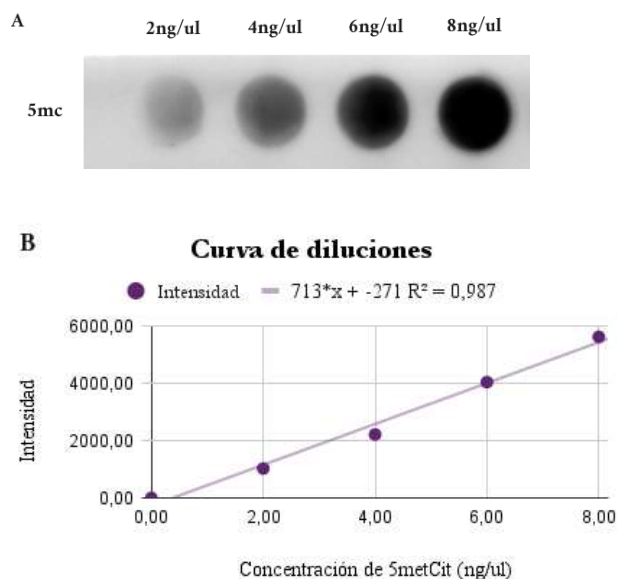 A
2ng/ul 4ng/ul 6ng/ul 8ng/ul
5mc
B
Curva de diluciones
Intensidad 713*x + -271 R² = 0,987
6000,00
4000,00
2000,00
0,00
Intensidad
0,00 2,00 4,00 6,00 8,00
Concentración de 5metCit (ng/ul)